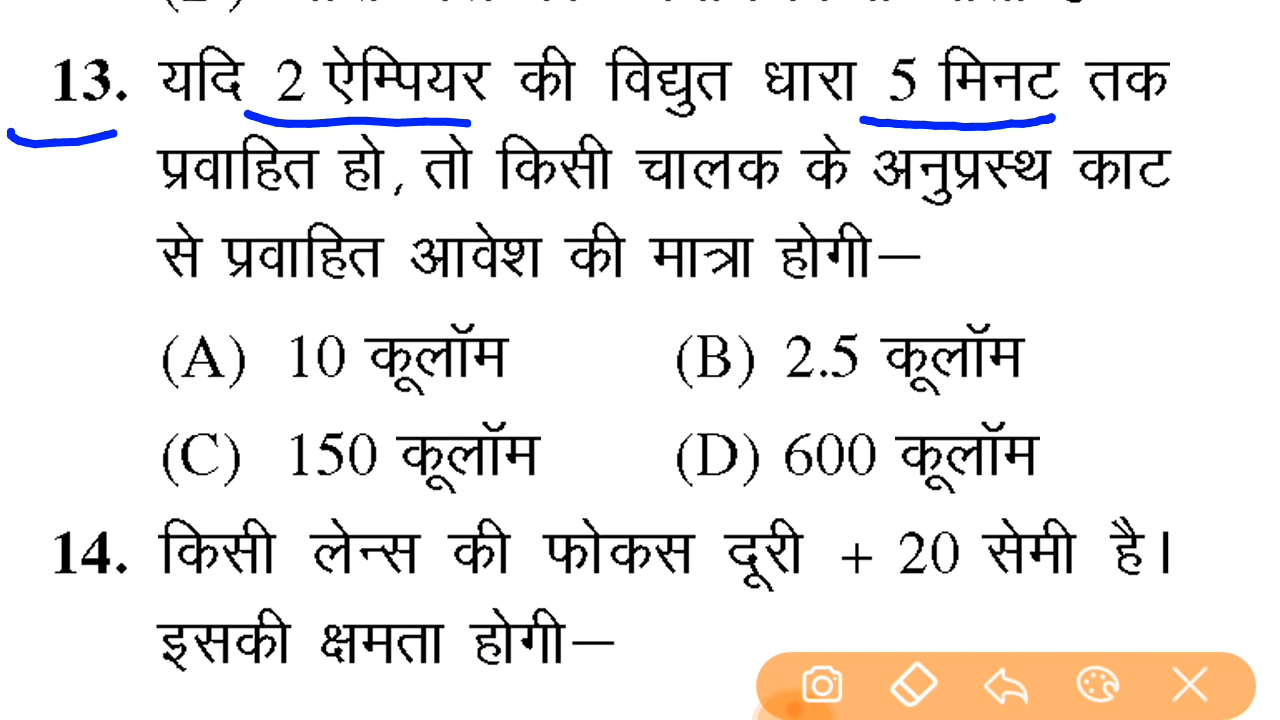 13. यदि 2 ऐम्पियर की विद्युत धारा 5 मिनट तक
प्रवाहित हो, तो किसी चालक के अनुप्रस्थ काट
से प्रवाहित आवेश की मात्रा होगी—
(A) 10 कूलॉम (B) 2.5 कूलॉम
(C) 150 कूलॉम (D) 600 कूलॉम
14. किसी लेन्स की फोकस दूरी + 20 सेमी है।
इसकी क्षमता होगी—